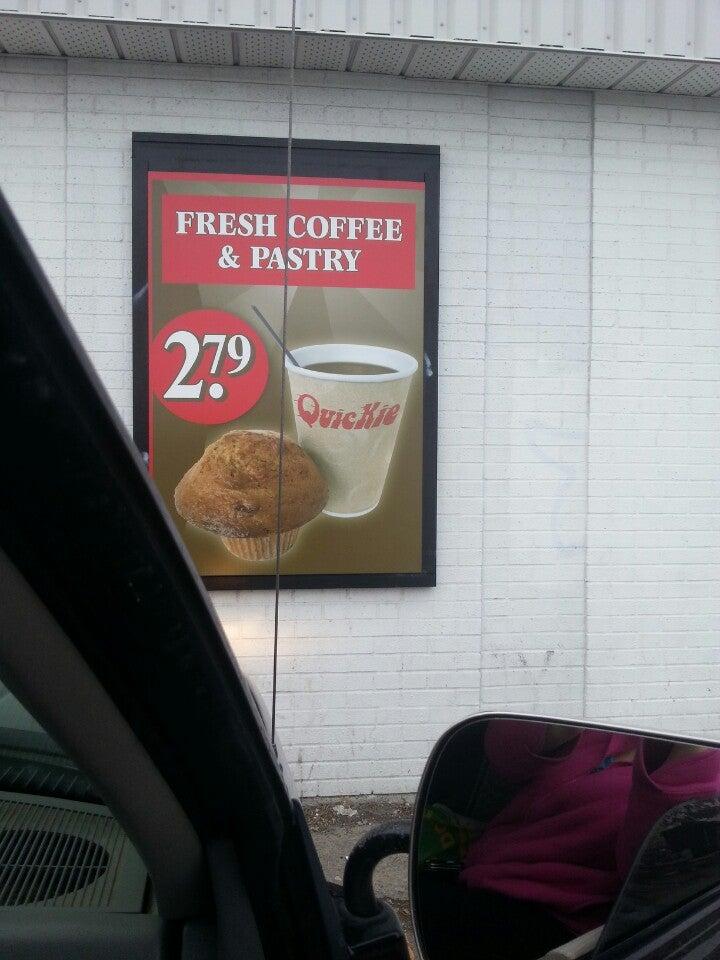 FRESH COFFEE
& PASTRY
2.79
Quickie